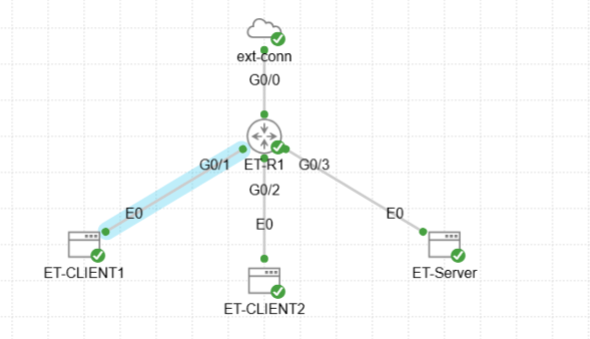 ext-conn
G0/0
G0/1
ET-R1
G0/3
G0/2
E0
E0
E0
ET-CLIENT1
ET-Server
ET-CLIENT2